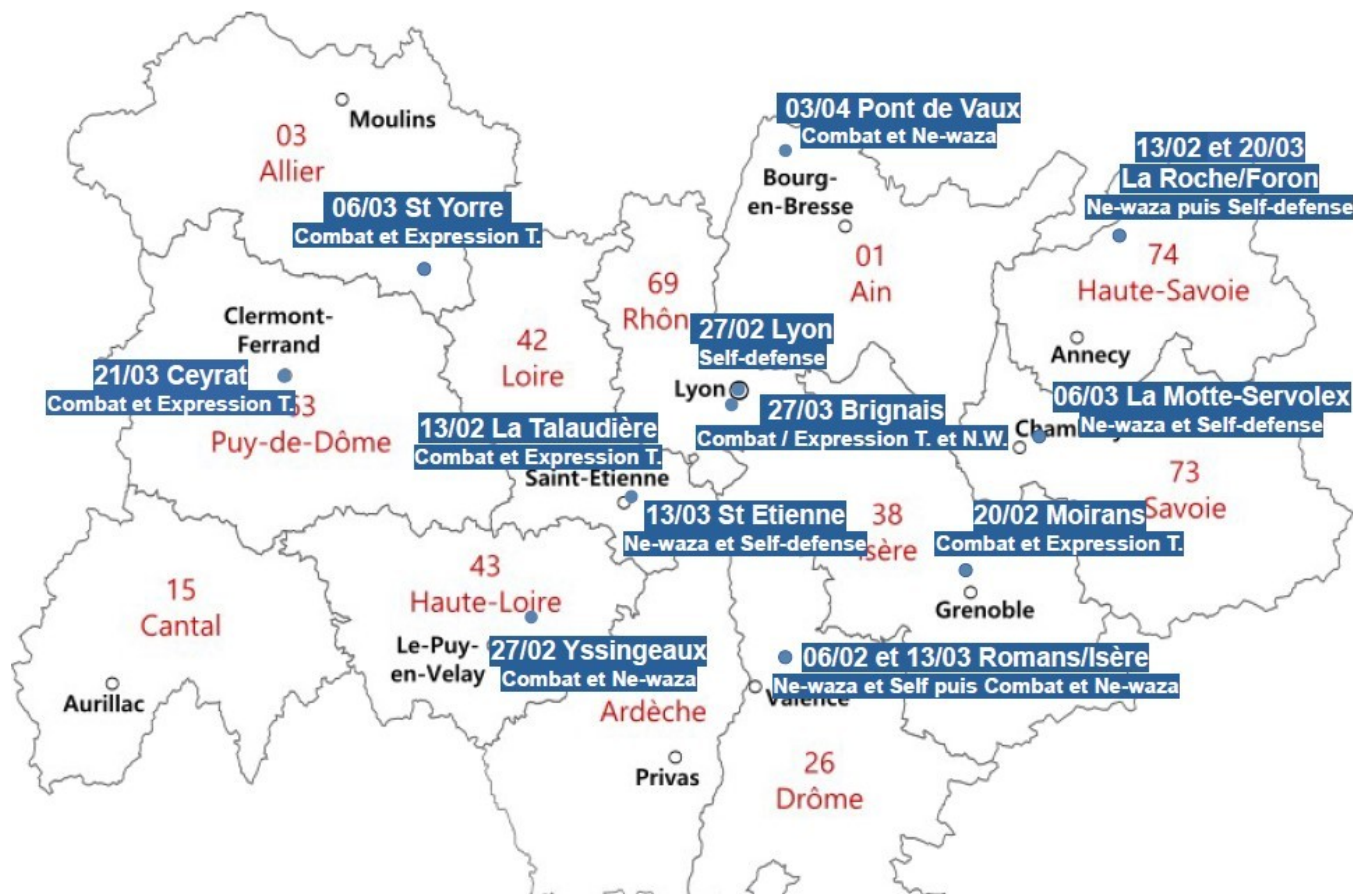 Moulins
03
Allier
03/04 Pont de Vaux
Combat et Ne-waza
13/02 et 20/03
La Roche/Foron
Ne-waza puis Self-defense
Bourg-
en-Bresse
06/03 St Yorre
Combat et Expression T.
01
Ain
74
Haute-Savoie
69
Rhôn
Clermont-
Ferrand
42
Loire
27/02 Lyon
Self-defense
Annecy
21/03 Ceyrat
Combat et Expression T.
63
Puy-de-Dôme
Lyon
27/03 Brignais
Combat / Expression T. et N.W.
06/03 La Motte-Servolex
Ne-waza et Self-defense
Cham
13/02 La Talaudière
Combat et Expression T.
Saint-Etienne
73
Savoie
13/03 St Etienne
Ne-waza et Self-defense
38
Isère
20/02 Moirans
Combat et Expression T.
Grenoble
43
Haute-Loire
15
Cantal
Le-Puy-
en-Velay
27/02 Yssingeaux
Combat et Ne-waza
06/02 et 13/03 Romans/Isère
Ne-waza et Self puis Combat et Ne-waza
Valence
Aurillac
Ardèche
Privas
26
Drôme